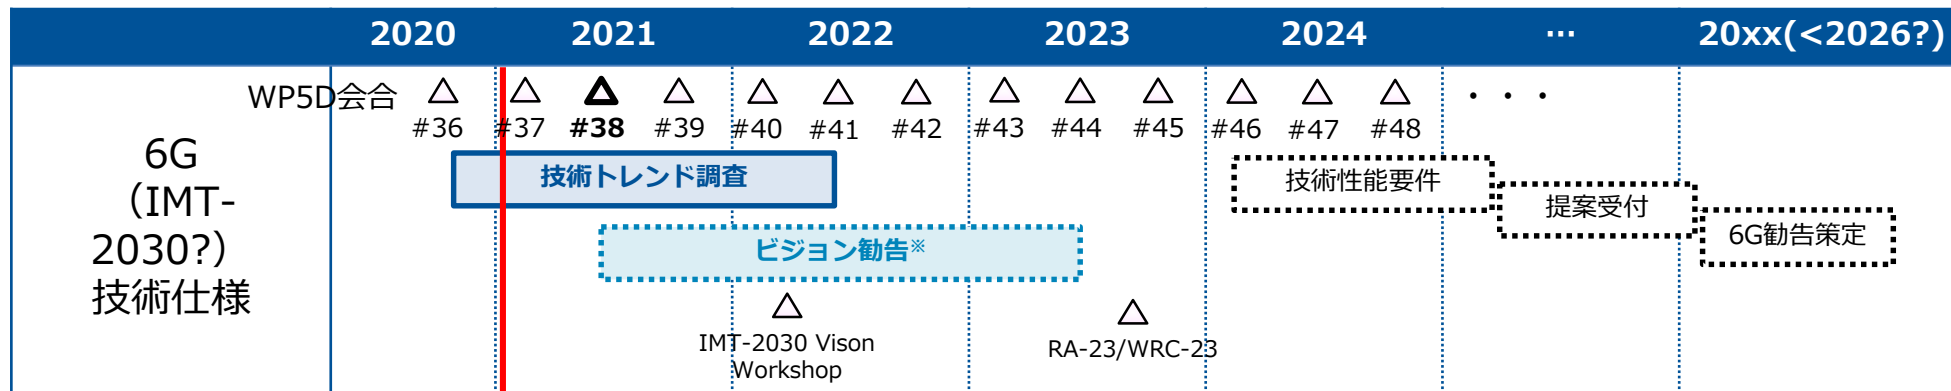 2020 2021 2022 2023 2024 … 20xx(<2026?)
WP5D会合
#36 #37 #38 #39 #40 #41 #42 #43 #44 #45 #46 #47 #48 ・・・
6G
（IMT-
2030?）
技術仕様
技術トレンド調査
技術性能要件
提案受付
6G勧告策定
ビジョン勧告※
IMT-2030 Vison
Workshop
RA-23/WRC-23